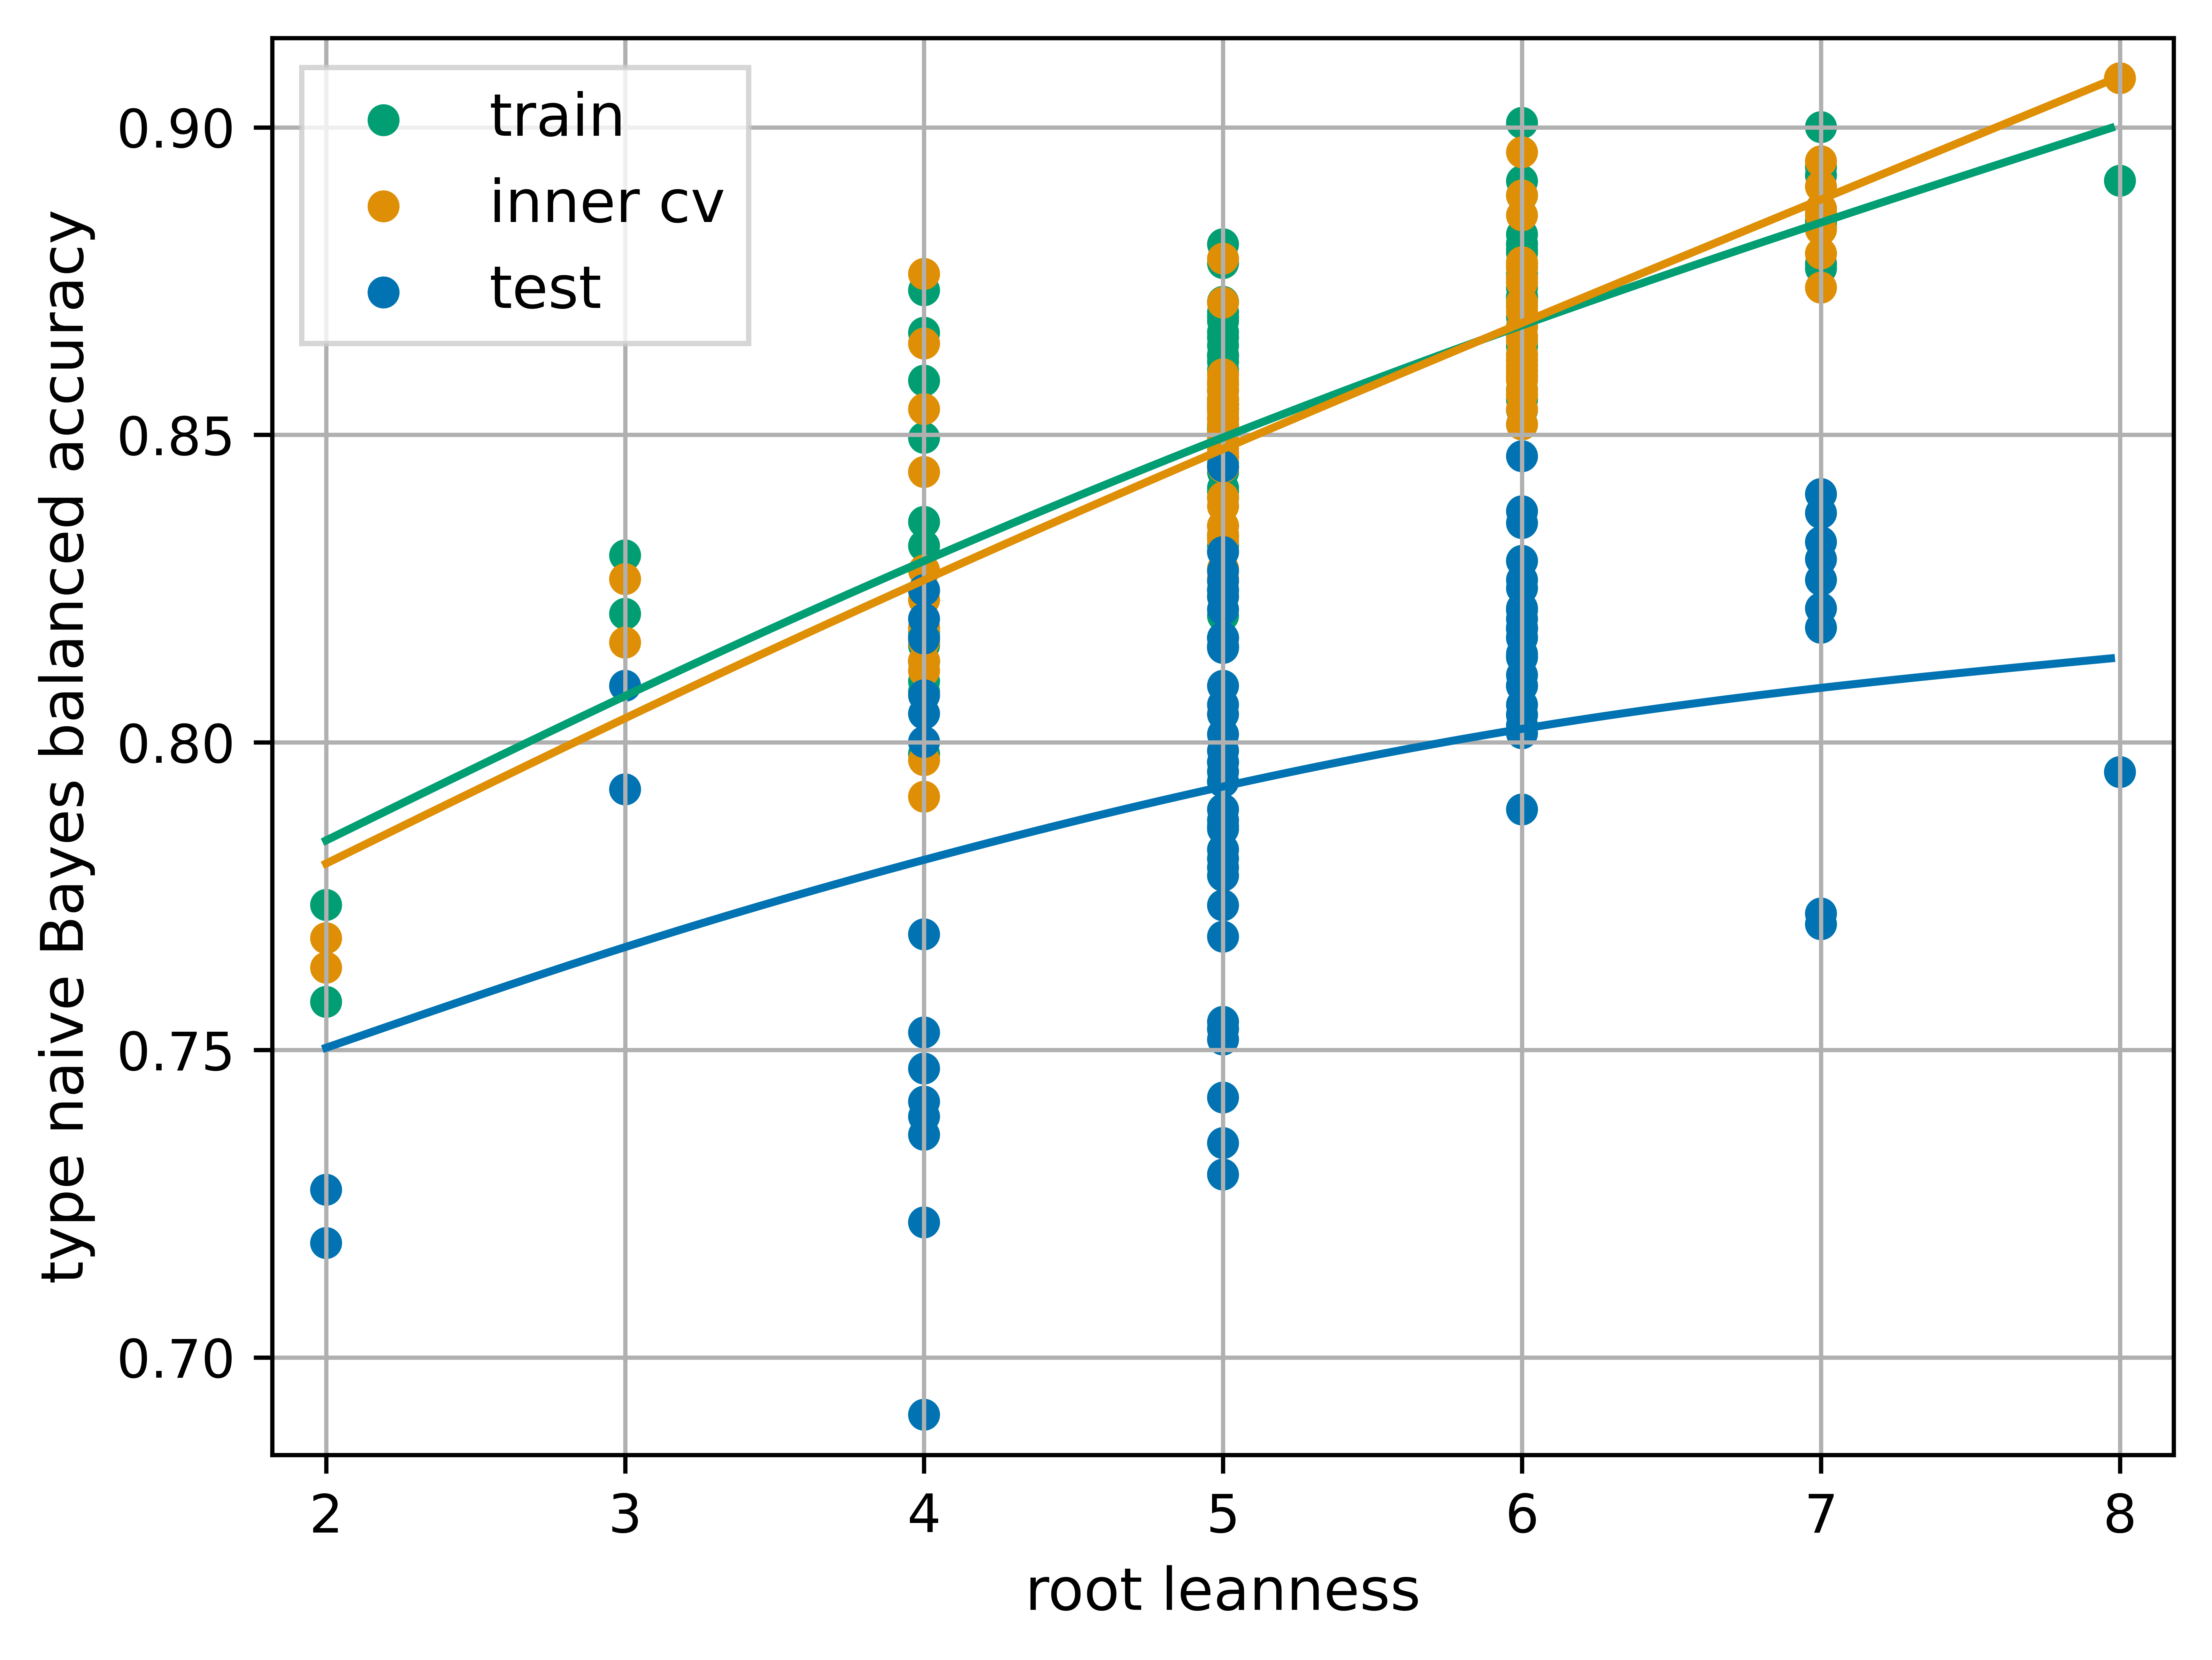 train
inner cv
test
type naive Bayes balanced accuracy
0.90
0.85
0.80
0.75
0.70
2 3 4 5 6 7 8
root leanness